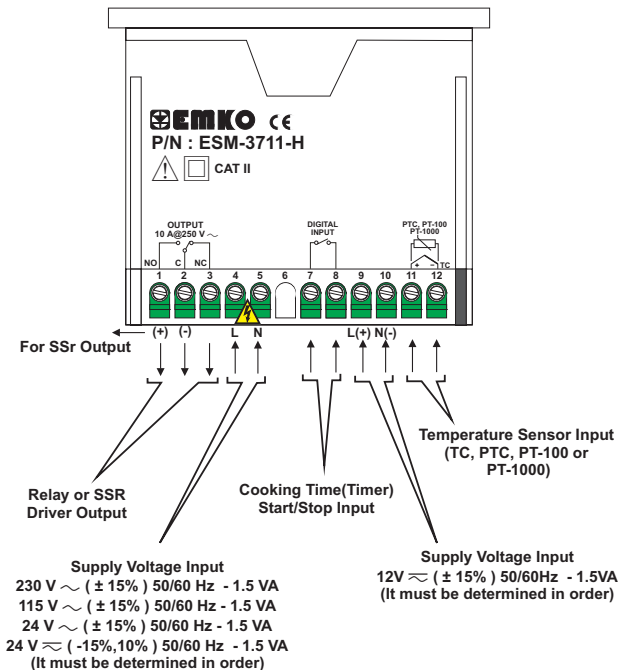 EMKO CE
P/N : ESM-3711-H
CAT II
OUTPUT
10 A@250 V ~
DIGITAL
INPUT
PTC, PT-100
PT-1000
NO C NC
+ - TC
1 2 3 4 5 6 7 8 9 10 11 12
(+) (-) L N L(+) N(-)
For SSr Output
Relay or SSR
Driver Output
Cooking Time(Timer)
Start/Stop Input
Temperature Sensor Input
(TC, PTC, PT-100 or
PT-1000)
Supply Voltage Input
230 V ~ ( ± 15% ) 50/60 Hz - 1.5 VA
115 V ~ ( ± 15% ) 50/60 Hz - 1.5 VA
24 V ~ ( ± 15% ) 50/60 Hz - 1.5 VA
24 V ⎓ ( -15%,10% ) 50/60 Hz - 1.5 VA
(It must be determined in order)
Supply Voltage Input
12V ⎓ ( ± 15% ) 50/60Hz - 1.5VA
(It must be determined in order)